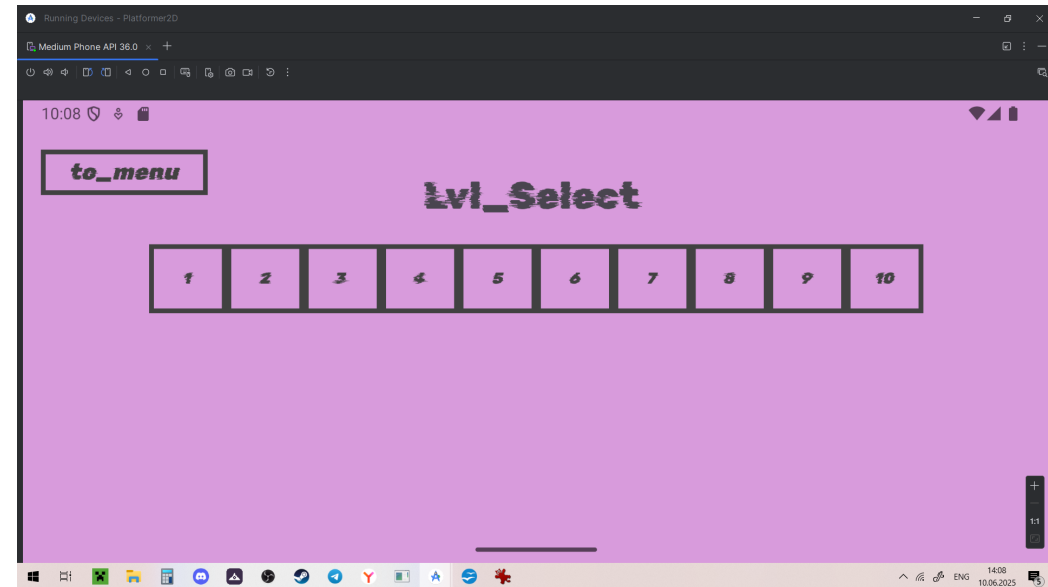 Running Devices - Platformer2D
Medium Phone API 36.0
10:08
to_menu
Lvl_Select
1 2 3 4 5 6 7 8 9 10
1:1
ENG 14:08
10.06.2025
5